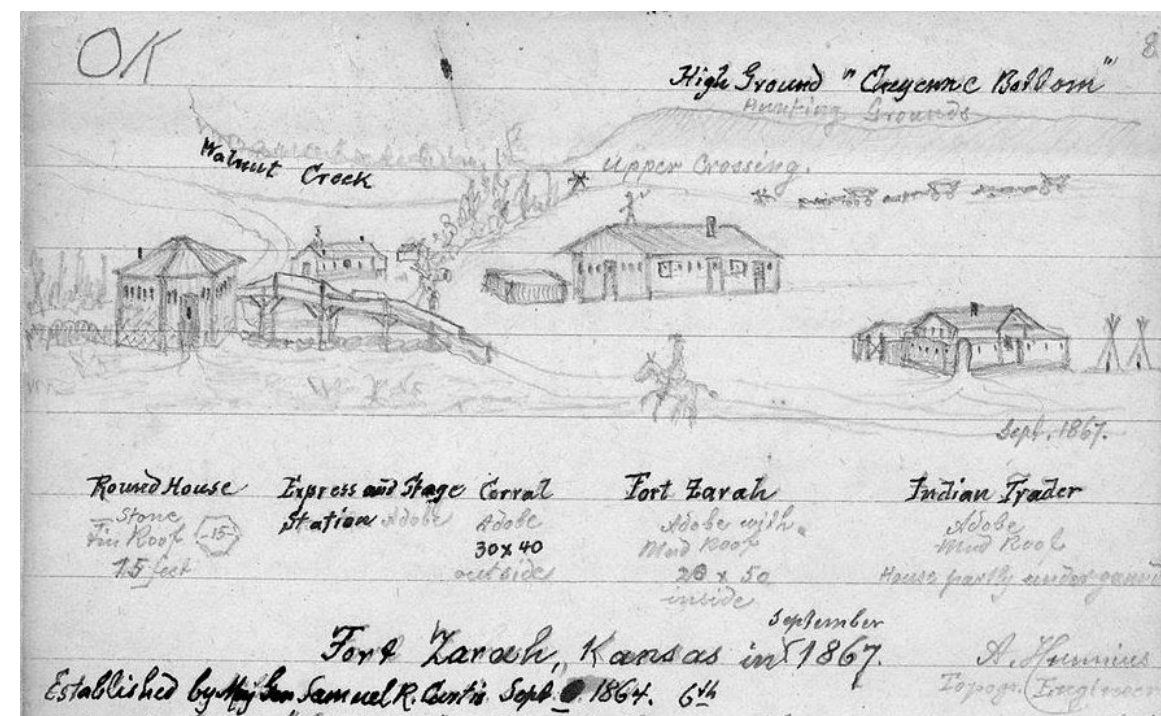 OK
8
High Ground "Cheyenne Bottom"
Hunting Grounds
Walnut Creek
Upper Crossing.
Sept. 1867.
Round House
Stone
Tin Roof -15-
15 feet
Express and Stage
Station Adobe
Corral
Adobe
30 x 40
outside
Fort Zarah
Adobe with
Mud Roof
20 x 50
inside
Indian Trader
Adobe
Mud Roof
House partly under
September
Fort Zarah, Kansas in 1867.
Established by Maj Gen Samuel R. Curtis Sept. 1864. 6th
A. Hunnius
Topogr. Engineer